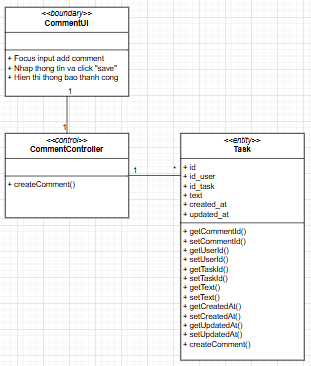 <<boundary>>
CommentUI
+ Focus input add comment
+ Nhap thong tin va click "save"
+ Hien thi thong bao thanh cong
1
1
<<control>>
CommentController
+ createComment()
1
*
<<entity>>
Task
+ id
+ id_user
+ id_task
+ text
+ created_at
+ updated_at
+ getCommentId()
+ setCommentId()
+ getUserId()
+ setUserId()
+ getTaskId()
+ setTaskId()
+ getText()
+ setText()
+ getCreatedAt()
+ setCreatedAt()
+ getUpdatedAt()
+ setUpdatedAt()
+ createComment()